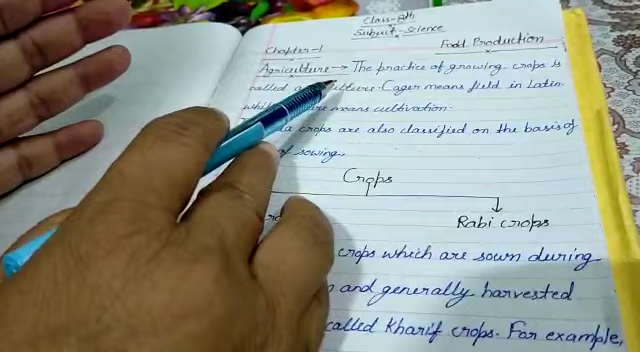 Class-8th
Subject-Science
Chapter-1 Food Production
Agriculture → The practice of growing crops is
called Cager means field in Latin
means cultivation.
crops are also classified on the basis of
of sowing.
Crops
Rabi crops
crops which are sown during
and generally harvested
called Kharif crops. For example,